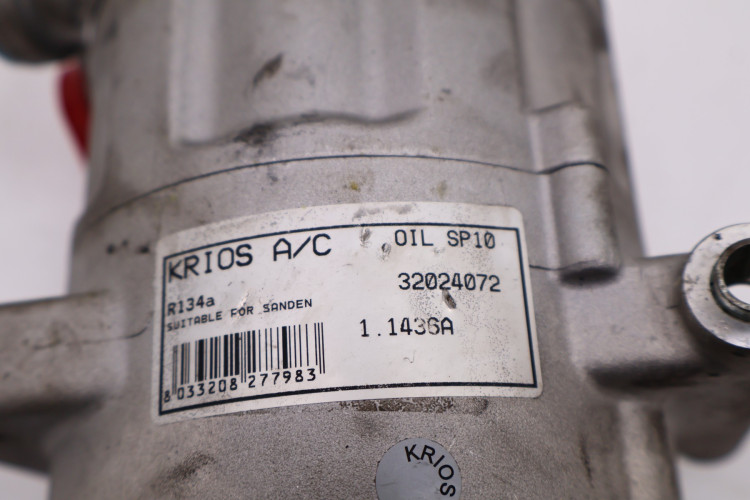 KRIOS A/C
OIL SP10
32024072
R134a
SUITABLE FOR SANDEN
1.1436A
8 033208 277983
KRIOS